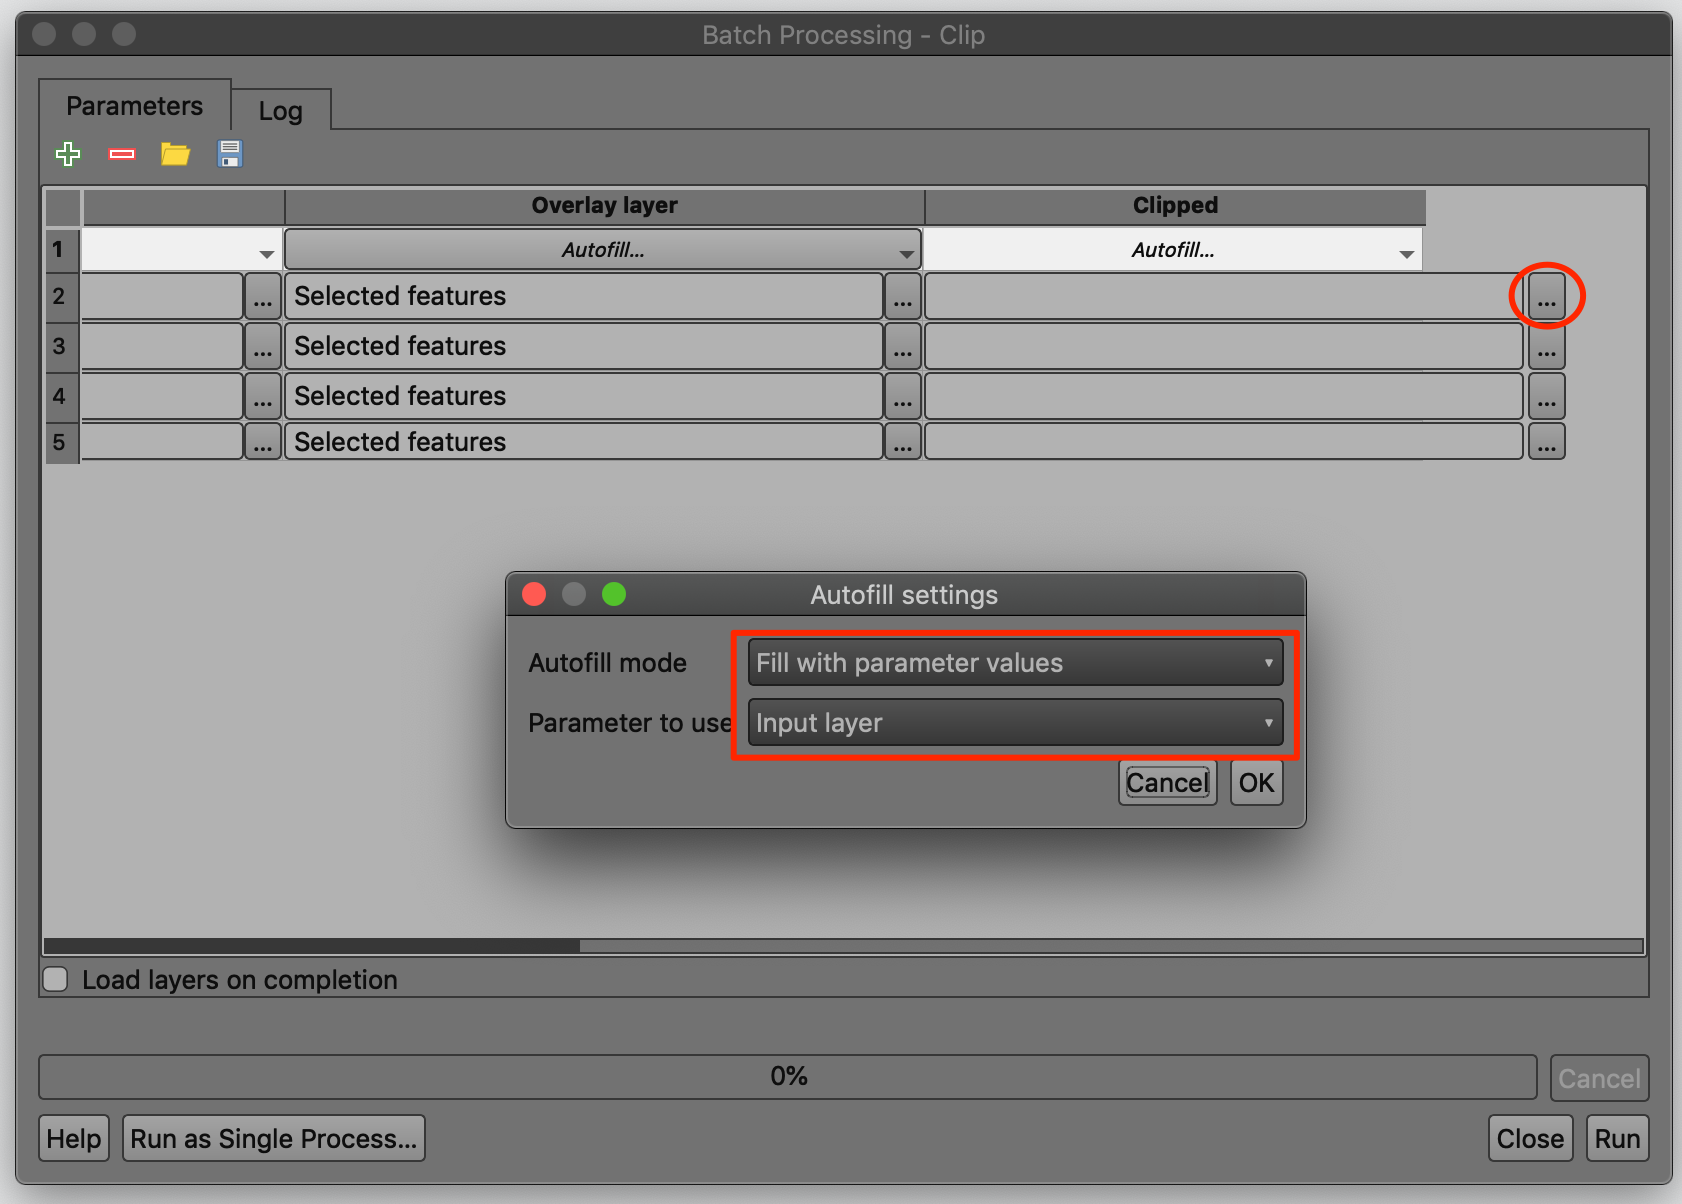 Batch Processing - Clip
Parameters
Log
Overlay layer Clipped
1 Autofill... Autofill...
2 ... Selected features ... ...
3 ... Selected features ... ...
4 ... Selected features ... ...
5 ... Selected features ... ...
Autofill settings
Autofill mode Fill with parameter values
Parameter to use Input layer
Cancel OK
Load layers on completion
0% Cancel
Help Run as Single Process... Close Run